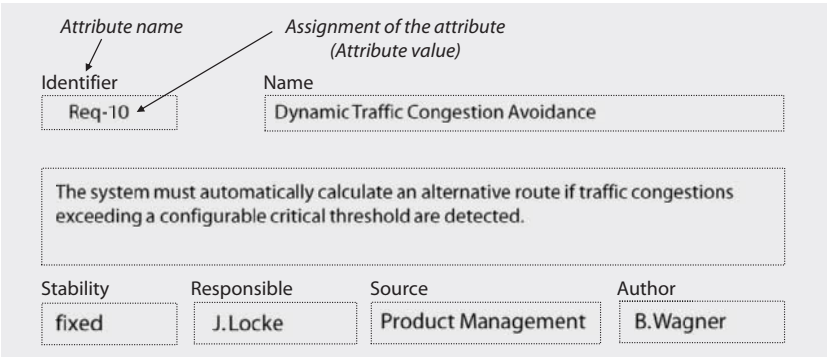 Attribute name
Assignment of the attribute
(Attribute value)
Identifier
Name
Req-10
Dynamic Traffic Congestion Avoidance
The system must automatically calculate an alternative route if traffic congestions
exceeding a configurable critical threshold are detected.
Stability
Responsible
Source
Author
fixed
J.Locke
Product Management
B.Wagner